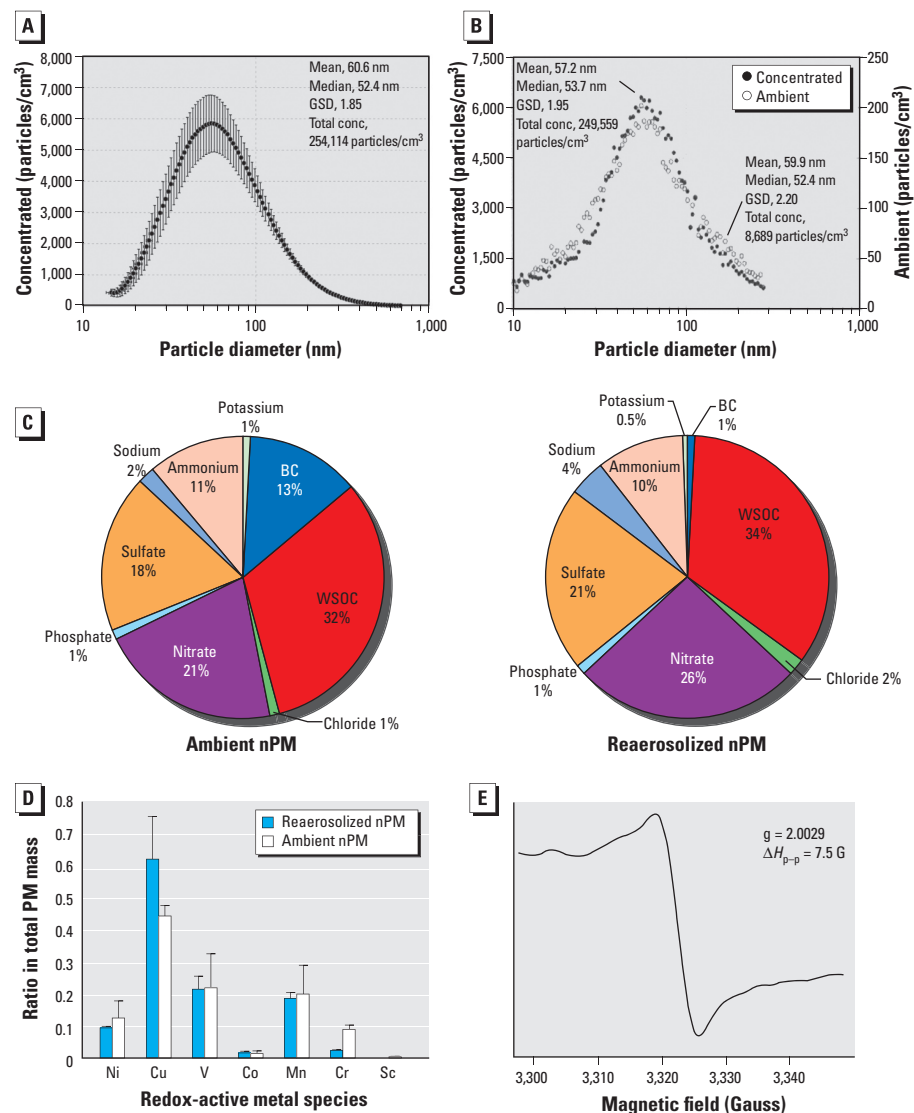 A
Concentrated (particles/cm³)
8,000
7,000
6,000
5,000
4,000
3,000
2,000
1,000
0
Mean, 60.6 nm
Median, 52.4 nm
GSD, 1.85
Total conc,
254,114 particles/cm³
10
100
1,000
Particle diameter (nm)
B
Concentrated (particles/cm³)
7,500
6,000
4,500
3,000
1,500
0
Mean, 57.2 nm
Median, 53.7 nm
GSD, 1.95
Total conc, 249,559
particles/cm³
Concentrated
Ambient
Mean, 59.9 nm
Median, 52.4 nm
GSD, 2.20
Total conc,
8,689 particles/cm³
250
200
150
100
50
0
Ambient (particles/cm³)
10
100
1,000
Particle diameter (nm)
C
Potassium
1%
BC
13%
WSOC
32%
Chloride 1%
Nitrate
21%
Phosphate
1%
Sulfate
18%
Sodium
2%
Ammonium
11%
Ambient nPM
Potassium
0.5%
BC
1%
WSOC
34%
Chloride 2%
Nitrate
26%
Phosphate
1%
Sulfate
21%
Sodium
4%
Ammonium
10%
Reaerosolized nPM
D
Ratio in total PM mass
0.8
0.7
0.6
0.5
0.4
0.3
0.2
0.1
0
Reaerosolized nPM
Ambient nPM
Ni Cu V Co Mn Cr Sc
Redox-active metal species
E
g = 2.0029
ΔHp–p = 7.5 G
3,300 3,310 3,320 3,330 3,340
Magnetic field (Gauss)